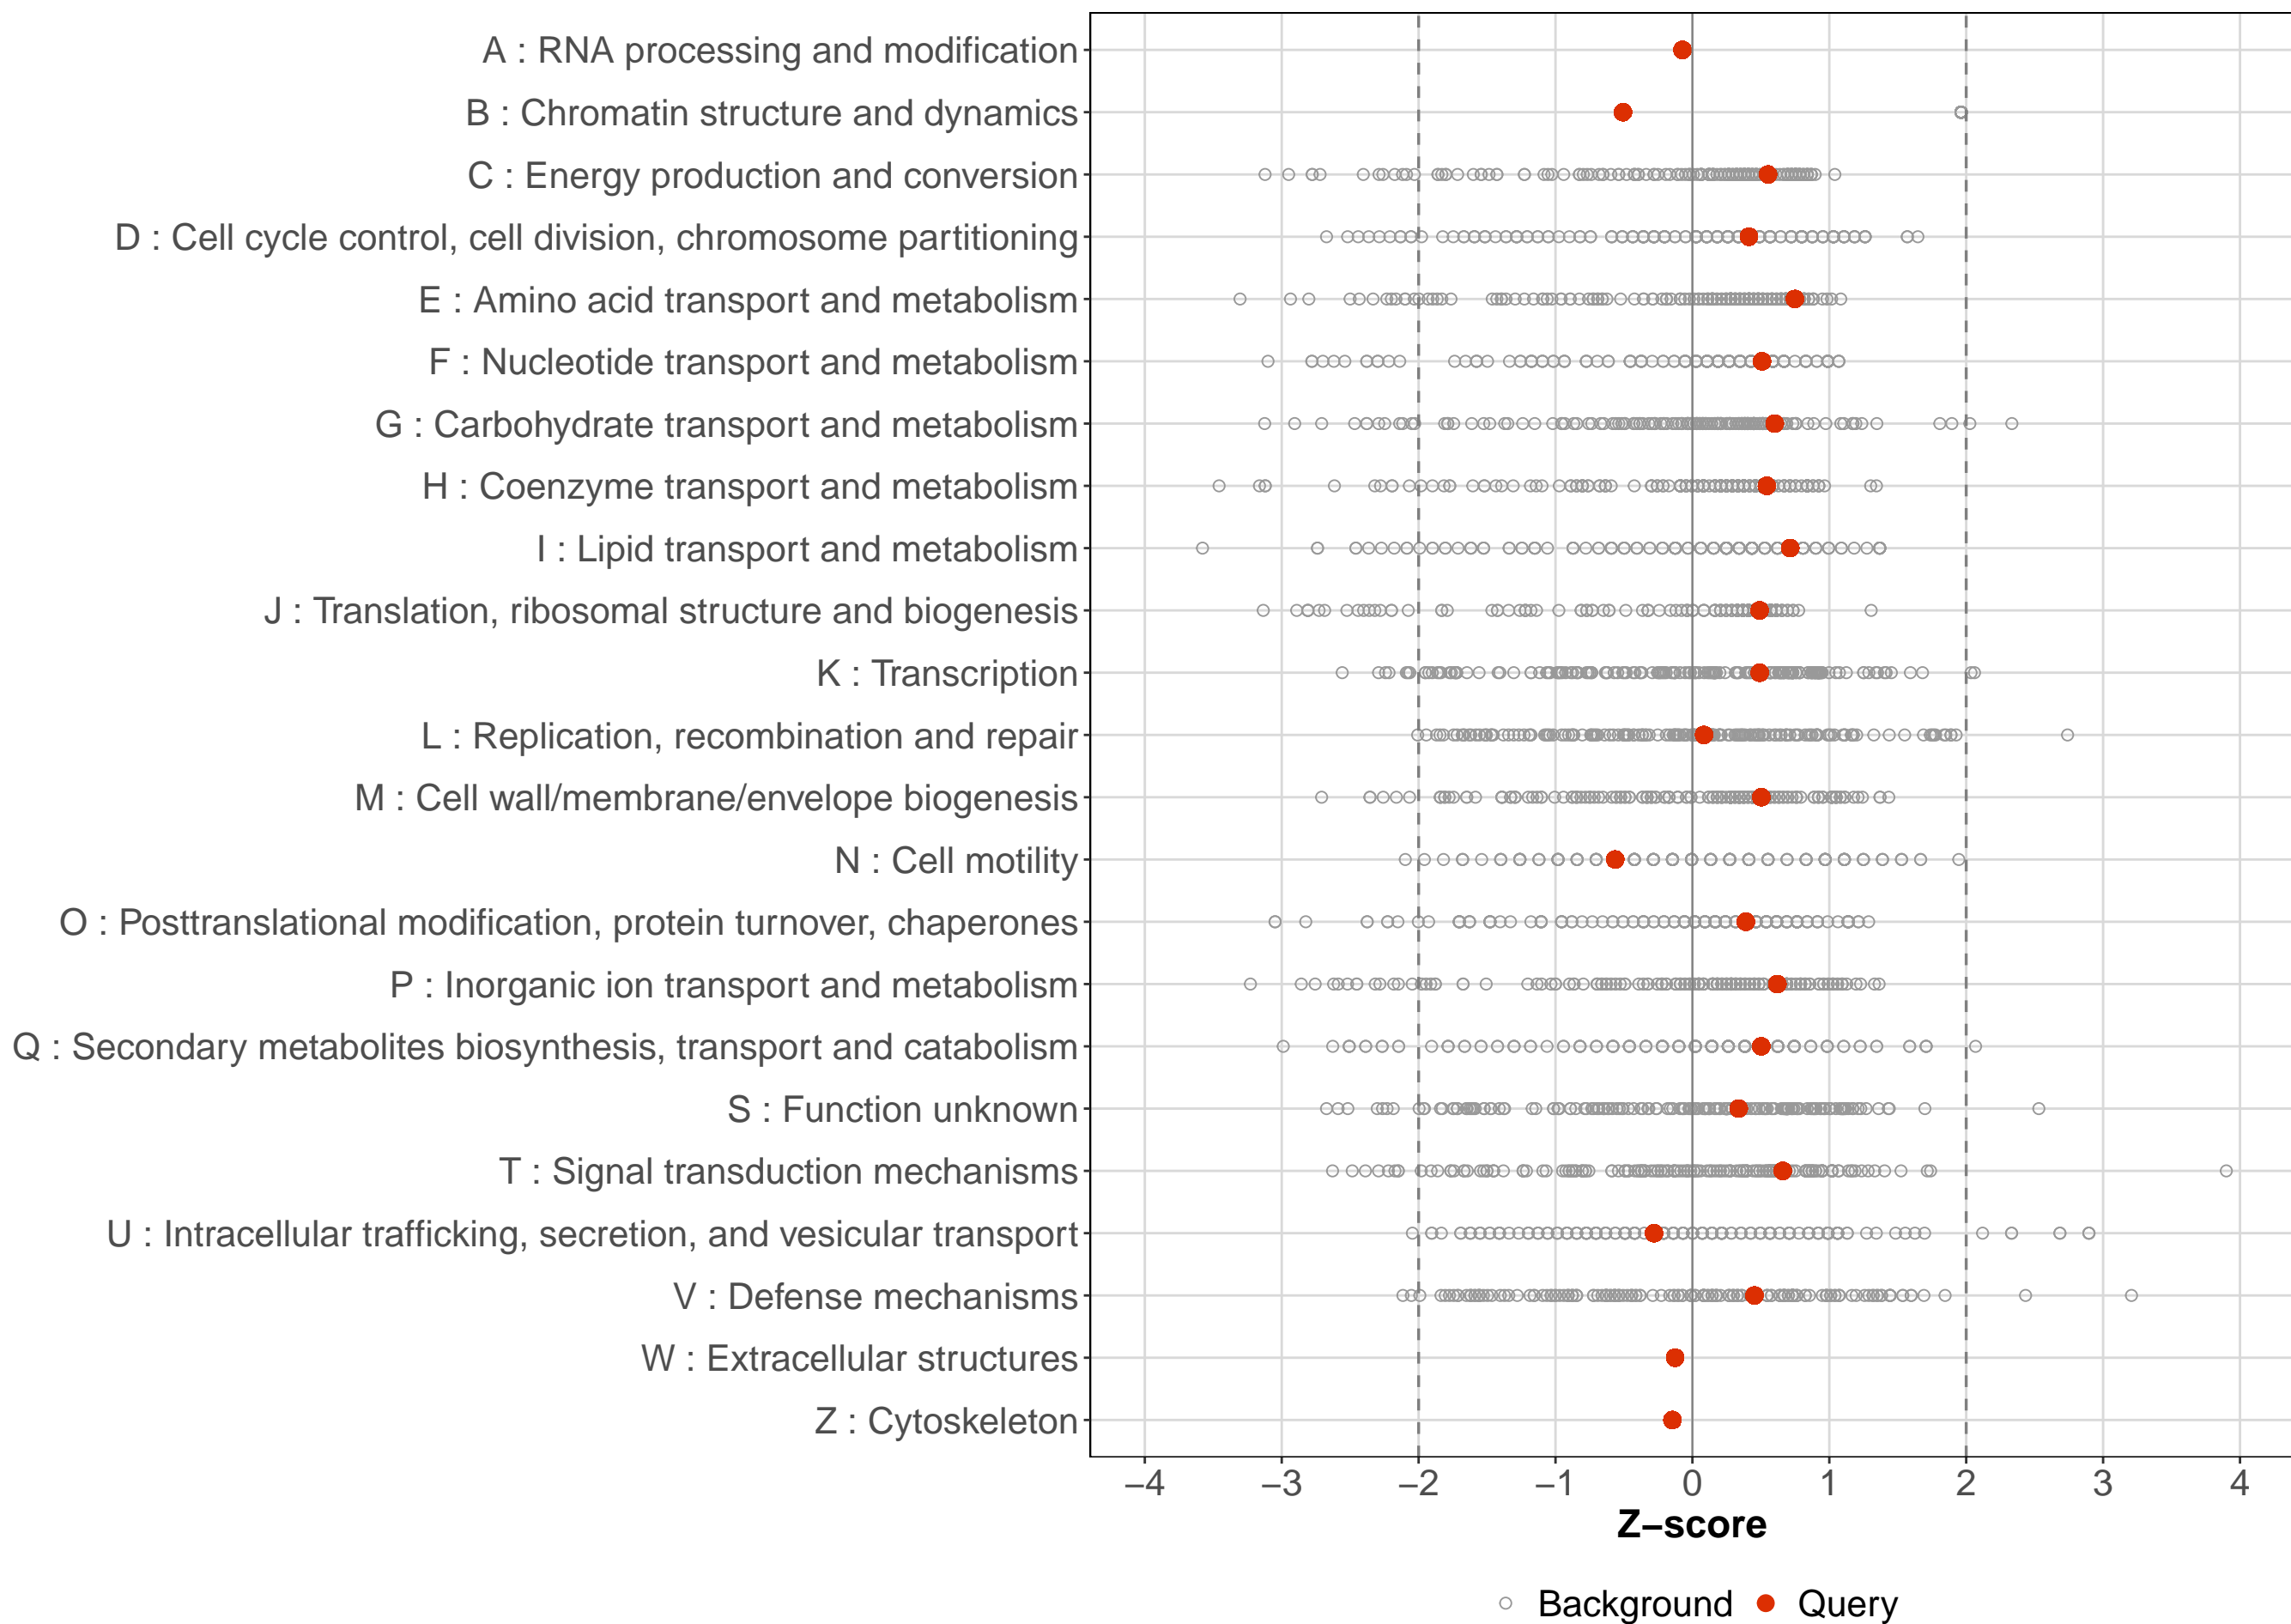 A : RNA processing and modification
B : Chromatin structure and dynamics
C : Energy production and conversion
D : Cell cycle control, cell division, chromosome partitioning
E : Amino acid transport and metabolism
F : Nucleotide transport and metabolism
G : Carbohydrate transport and metabolism
H : Coenzyme transport and metabolism
I : Lipid transport and metabolism
J : Translation, ribosomal structure and biogenesis
K : Transcription
L : Replication, recombination and repair
M : Cell wall/membrane/envelope biogenesis
N : Cell motility
O : Posttranslational modification, protein turnover, chaperones
P : Inorganic ion transport and metabolism
Q : Secondary metabolites biosynthesis, transport and catabolism
S : Function unknown
T : Signal transduction mechanisms
U : Intracellular trafficking, secretion, and vesicular transport
V : Defense mechanisms
W : Extracellular structures
Z : Cytoskeleton
−4 −3 −2 −1 0 1 2 3 4
Z−score
Background Query